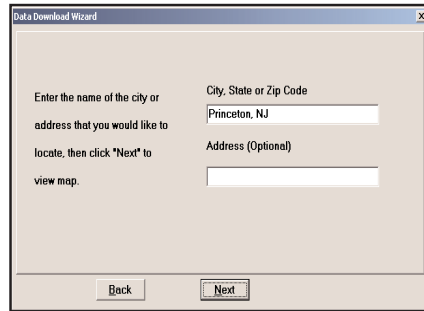 Data Download Wizard
X
Enter the name of the city or
address that you would like to
locate, then click "Next" to
view map.
City, State or Zip Code
Princeton, NJ
Address (Optional)
Back
Next